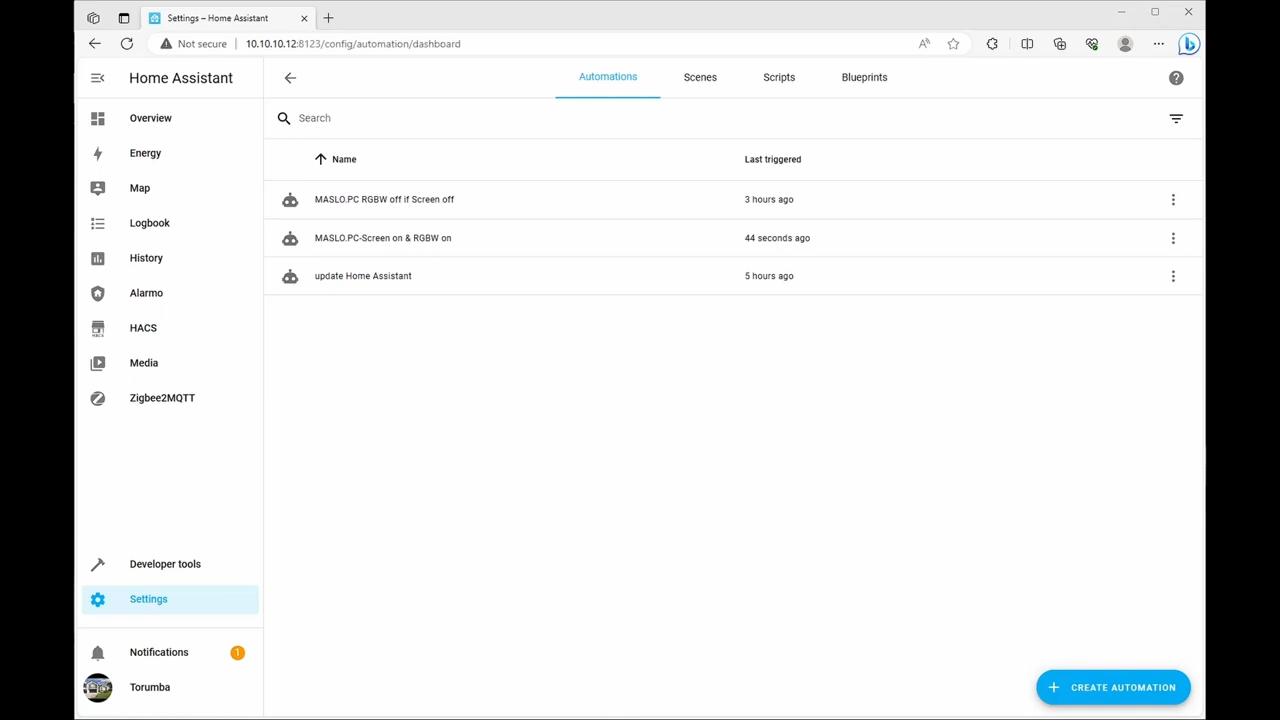 Settings – Home Assistant
Not secure 10.10.10.12:8123/config/automation/dashboard
Home Assistant
Automations Scenes Scripts Blueprints
Overview
Energy
Map
Logbook
History
Alarmo
HACS
Media
Zigbee2MQTT
Developer tools
Settings
Notifications 1
Torumba
Search
Name Last triggered
MASLO.PC RGBW off if Screen off 3 hours ago
MASLO.PC-Screen on & RGBW on 44 seconds ago
update Home Assistant 5 hours ago
CREATE AUTOMATION